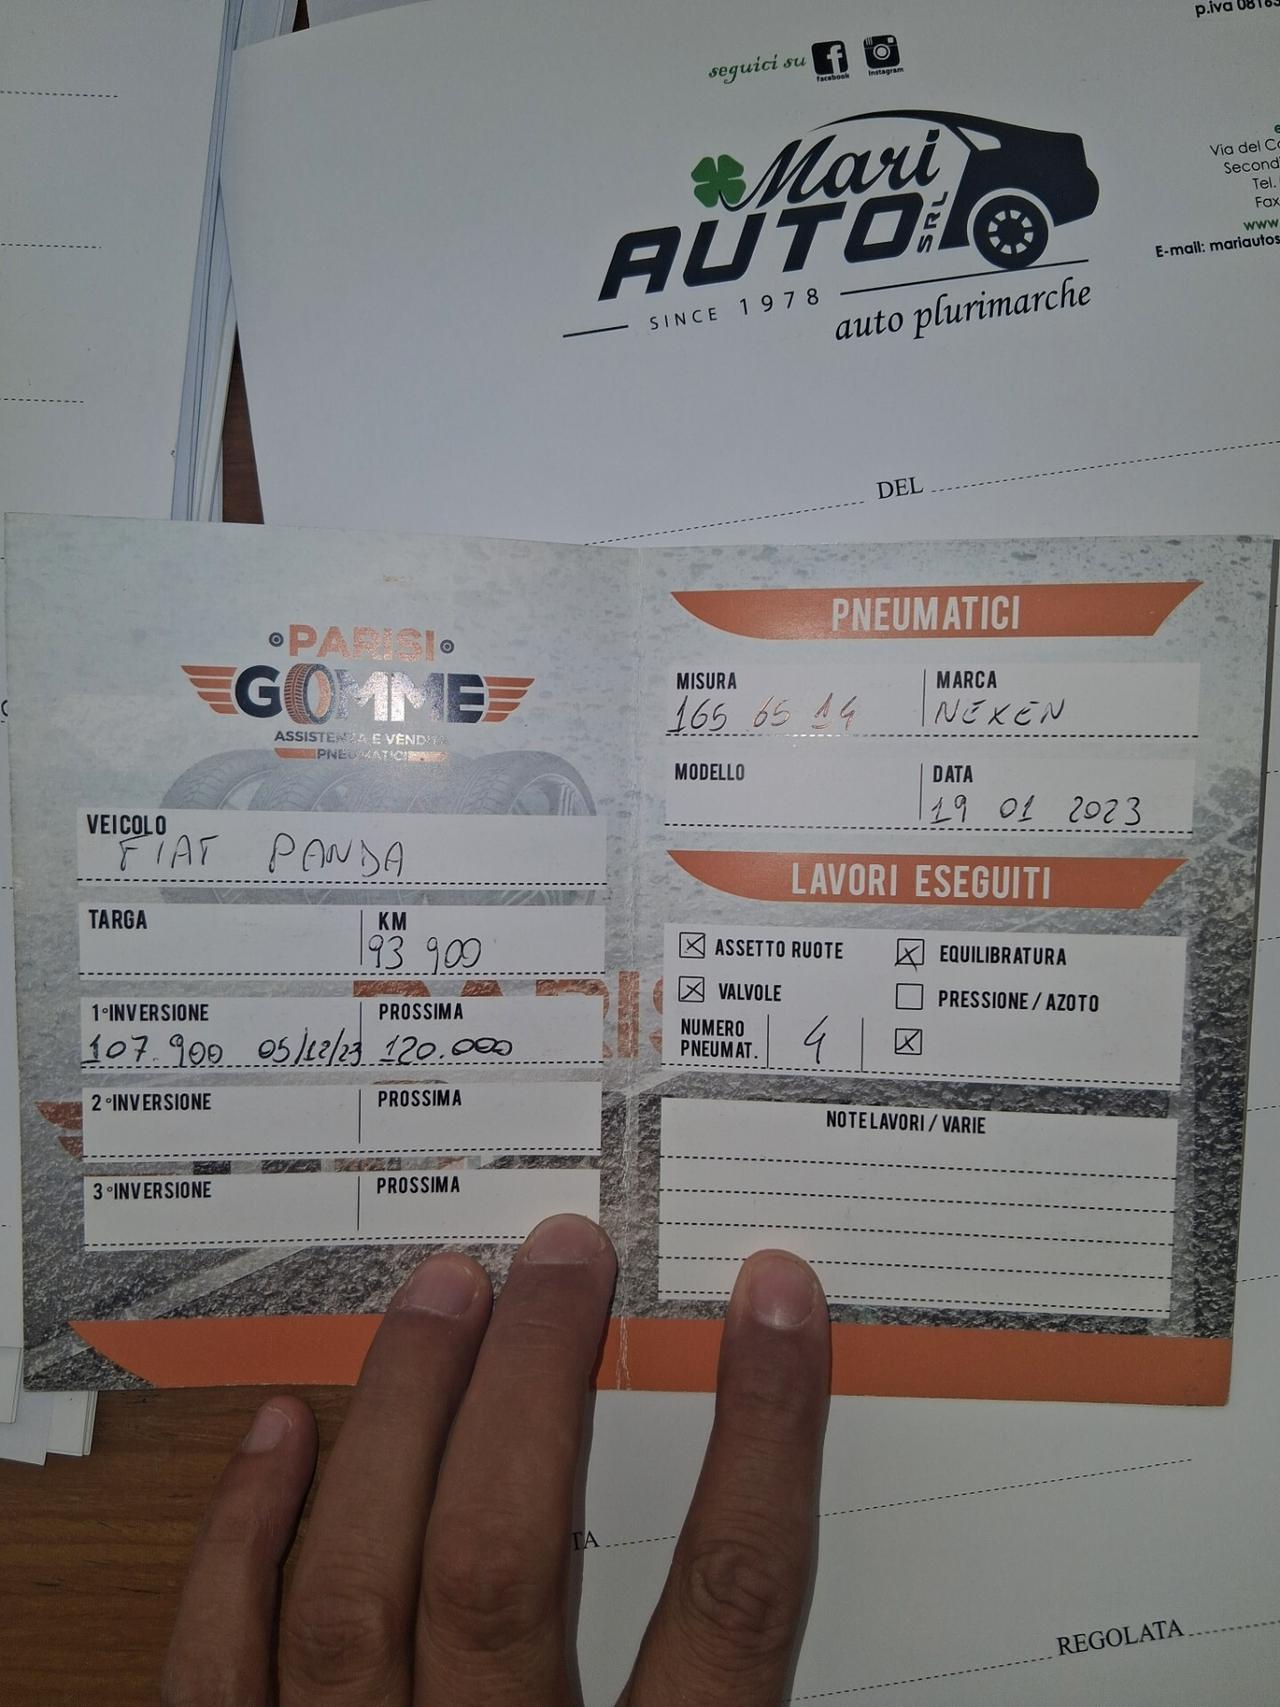 p.iva 08163
seguici su
facebook
Instagram
Mari
AUTO SRL
SINCE 1978
auto plurimarche
Via del
Tel.
Fax
www.
E-mail: mariautos
DEL
PARISI
GOMME
ASSISTENZA E VENDITA
PNEUMATICI
VEICOLO
FIAT PANDA
TARGA
KM
93 900
1°INVERSIONE
PROSSIMA
107.900 05/12/23
120.000
2°INVERSIONE
PROSSIMA
3°INVERSIONE
PROSSIMA
PNEUMATICI
MISURA
MARCA
165 65 14
NEXEN
MODELLO
DATA
19 01 2023
LAVORI ESEGUITI
ASSETTO RUOTE
EQUILIBRATURA
VALVOLE
PRESSIONE / AZOTO
NUMERO
PNEUMAT.
4
NOTE LAVORI / VARIE
REGOLATA